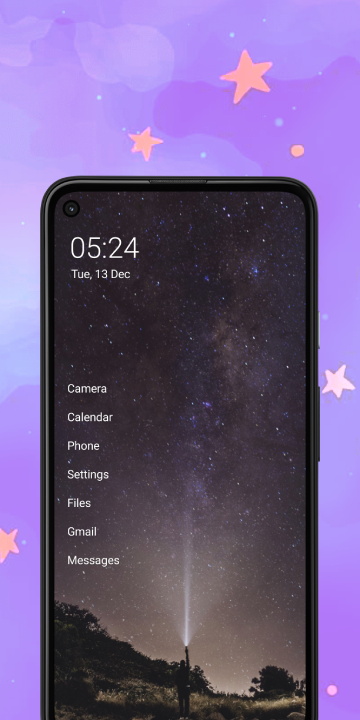 05:24
Tue, 13 Dec
Camera
Calendar
Phone
Settings
Files
Gmail
Messages